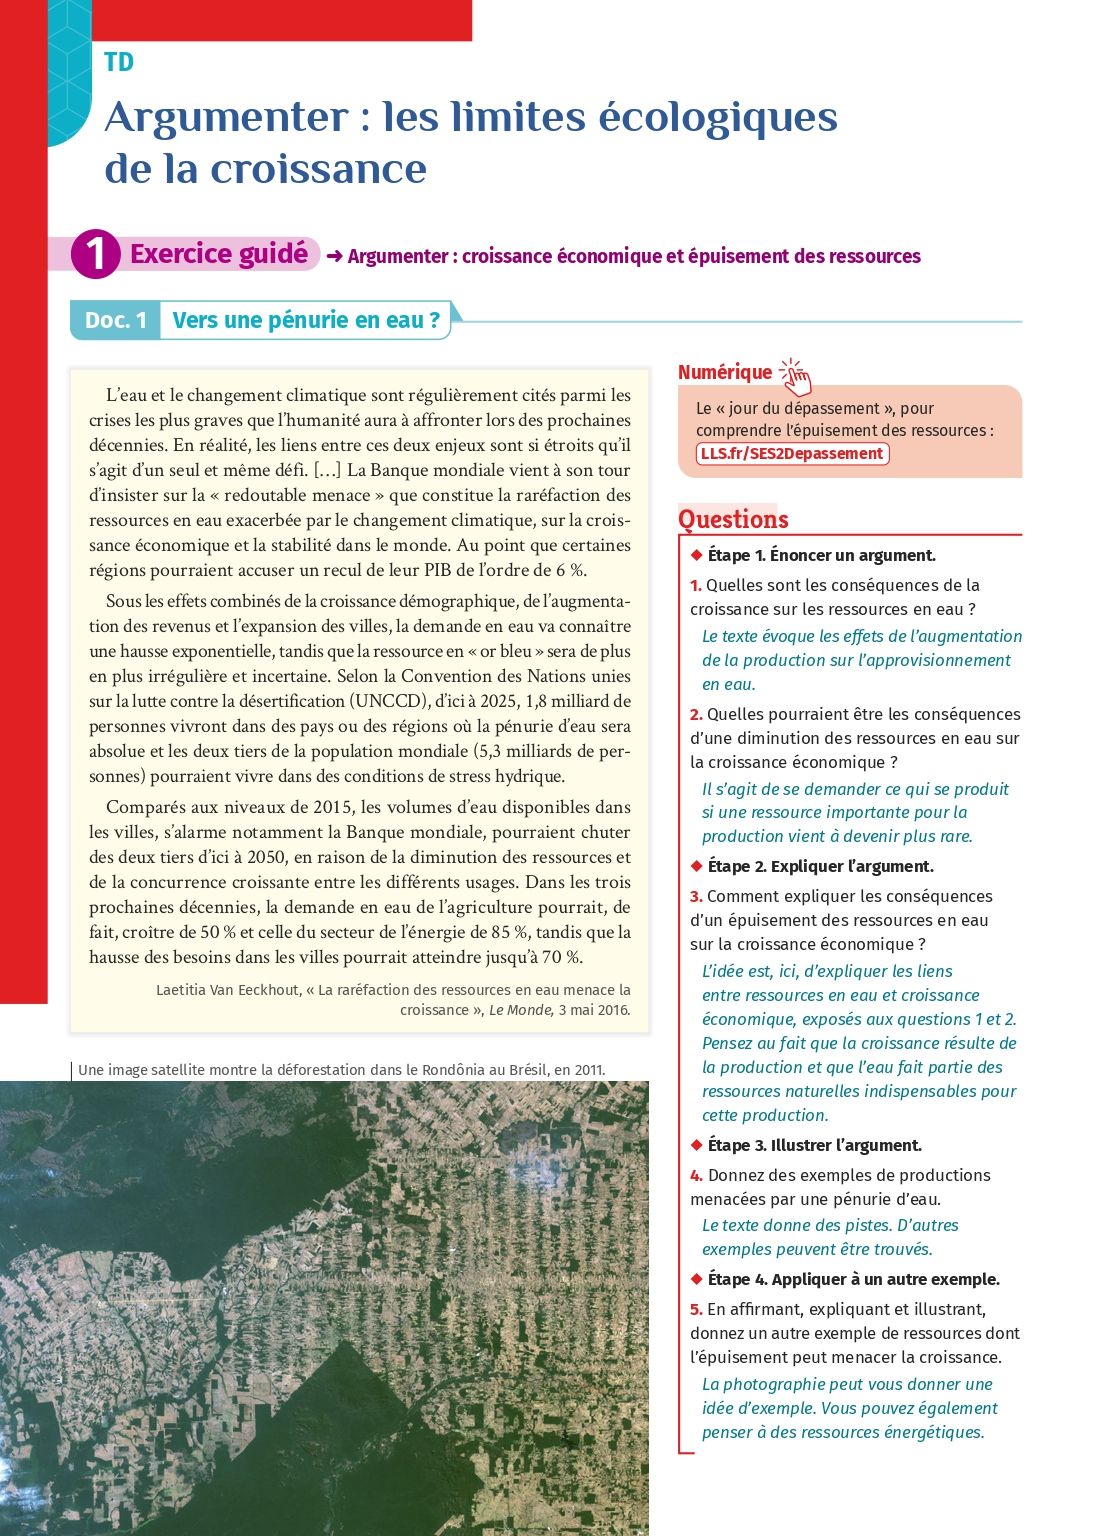 TD
Argumenter : les limites écologiques
de la croissance
1 Exercice guidé ➜ Argumenter : croissance économique et épuisement des ressources
Doc. 1 Vers une pénurie en eau ?
L’eau et le changement climatique sont régulièrement cités parmi les
crises les plus graves que l’humanité aura à affronter lors des prochaines
décennies. En réalité, les liens entre ces deux enjeux sont si étroits qu’il
s’agit d’un seul et même défi. […] La Banque mondiale vient à son tour
d’insister sur la « redoutable menace » que constitue la raréfaction des
ressources en eau exacerbée par le changement climatique, sur la crois-
sance économique et la stabilité dans le monde. Au point que certaines
régions pourraient accuser un recul de leur PIB de l’ordre de 6 %.
Sous les effets combinés de la croissance démographique, de l’augmenta-
tion des revenus et l’expansion des villes, la demande en eau va connaître
une hausse exponentielle, tandis que la ressource en « or bleu » sera de plus
en plus irrégulière et incertaine. Selon la Convention des Nations unies
sur la lutte contre la désertification (UNCCD), d’ici à 2025, 1,8 milliard de
personnes vivront dans des pays ou des régions où la pénurie d’eau sera
absolue et les deux tiers de la population mondiale (5,3 milliards de per-
sonnes) pourraient vivre dans des conditions de stress hydrique.
Comparés aux niveaux de 2015, les volumes d’eau disponibles dans
les villes, s’alarme notamment la Banque mondiale, pourraient chuter
des deux tiers d’ici à 2050, en raison de la diminution des ressources et
de la concurrence croissante entre les différents usages. Dans les trois
prochaines décennies, la demande en eau de l’agriculture pourrait, de
fait, croître de 50 % et celle du secteur de l’énergie de 85 %, tandis que la
hausse des besoins dans les villes pourrait atteindre jusqu’à 70 %.
Laetitia Van Eeckhout, « La raréfaction des ressources en eau menace la
croissance », Le Monde, 3 mai 2016.
Une image satellite montre la déforestation dans le Rondônia au Brésil, en 2011.
Numérique
Le « jour du dépassement », pour
comprendre l’épuisement des ressources :
LLS.fr/SES2Depassement
Questions
◆ Étape 1. Énoncer un argument.
1. Quelles sont les conséquences de la
croissance sur les ressources en eau ?
Le texte évoque les effets de l’augmentation
de la production sur l’approvisionnement
en eau.
2. Quelles pourraient être les conséquences
d’une diminution des ressources en eau sur
la croissance économique ?
Il s’agit de se demander ce qui se produit
si une ressource importante pour la
production vient à devenir plus rare.
◆ Étape 2. Expliquer l’argument.
3. Comment expliquer les conséquences
d’un épuisement des ressources en eau
sur la croissance économique ?
L’idée est, ici, d’expliquer les liens
entre ressources en eau et croissance
économique, exposés aux questions 1 et 2.
Pensez au fait que la croissance résulte de
la production et que l’eau fait partie des
ressources naturelles indispensables pour
cette production.
◆ Étape 3. Illustrer l’argument.
4. Donnez des exemples de productions
menacées par une pénurie d’eau.
Le texte donne des pistes. D’autres
exemples peuvent être trouvés.
◆ Étape 4. Appliquer à un autre exemple.
5. En affirmant, expliquant et illustrant,
donnez un autre exemple de ressources dont
l’épuisement peut menacer la croissance.
La photographie peut vous donner une
idée d’exemple. Vous pouvez également
penser à des ressources énergétiques.